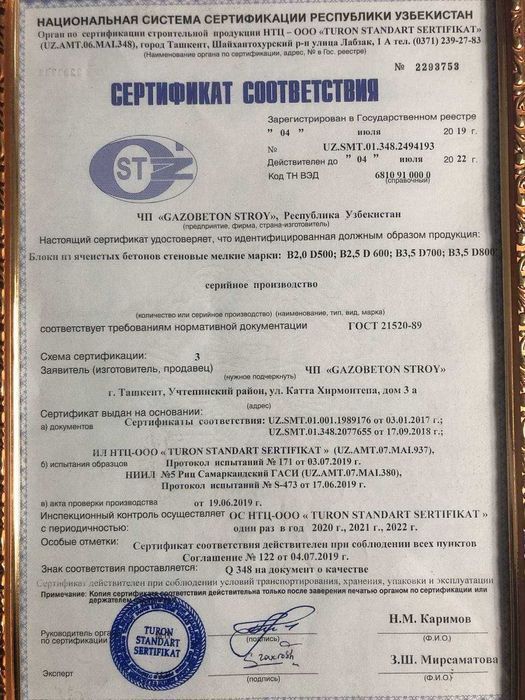 НАЦИОНАЛЬНАЯ СИСТЕМА СЕРТИФИКАЦИИ РЕСПУБЛИКИ УЗБЕКИСТАН
Орган по сертификации строительной продукции НТЦ – ООО "TURON STANDART SERTIFIKAT"
(UZ.AMT.06.MAI.348), город Ташкент, Шайхантохурский р-н улица Лабзак, 1 А тел. (0371) 239-27-83
(Наименование органа по сертификации, адрес, №в Гос. реестре)
№ 2293753
СЕРТИФИКАТ СООТВЕТСТВИЯ
Зарегистрирован в Государственном реестре
" 04 " июля 2019 г.
№ UZ.SMT.01.348.2494193
Действителен до " 04 " июля 2022 г.
Код ТН ВЭД 6810 91 000 0
(справочный)
STZ
ЧП «GAZOBETON STROY», Республика Узбекистан
(предприятие, фирма, страна-изготовитель)
Настоящий сертификат удостоверяет, что идентифицированная должным образом продукция:
Блоки из ячеистых бетонов стеновые мелкие марки: В2,0 D500; В2,5 D 600; В3,5 D700; В3,5 D800
серийное производство
(количество или серийное производство) (наименование, тип, вид, марка)
соответствует требованиям нормативной документации ГОСТ 21520-89
Схема сертификации: 3
Заявитель (изготовитель, продавец) ЧП «GAZOBETON STROY»
(нужное подчеркнуть)
г. Ташкент, Учтепинский район, ул. Катта Хирмонтепа, дом 3 а
(адрес)
Сертификат выдан на основании:
а) документов Сертификаты соответствия: UZ.SMT.01.001.1989176 от 03.01.2017 г.;
UZ.SMT.01.348.2077655 от 17.09.2018 г.;
ИЛ НТЦ-ООО « TURON STANDART SERTIFIKAT » (UZ.AMT.07.MAI.937),
б) испытания образцов Протокол испытаний № 171 от 03.07.2019 г.
НИИЛ №5 Риц Самаркандский ГАСИ (UZ.AMT.07.MAI.380),
Протокол испытаний № S-473 от 17.06.2019 г.
в) акта проверки производства от 19.06.2019 г.
Инспекционный контроль осуществляет ОС НТЦ-ООО « TURON STANDART SERTIFIKAT »
с периодичностью: один раз в год 2020 г., 2021 г., 2022 г.
Особые отметки: Сертификат соответствия действителен при соблюдении всех пунктов
Соглашение № 122 от 04.07.2019 г.
Знак соответствия проставляется: Q 348 на документ о качестве
Сертификат действителен при соблюдении условий транспортирования, хранения, упаковки и эксплуатации
Примечание: Копия сертификата соответствия действительна только после заверения печатью органом по сертификации или
держателем
Руководитель органа Н.М. Каримов
по
(подпись) (Ф.И.О.)
TURON STANDART SERTIFIKAT
Эксперт З.Ш. Мирсаматова
(подпись) (Ф.И.О.)